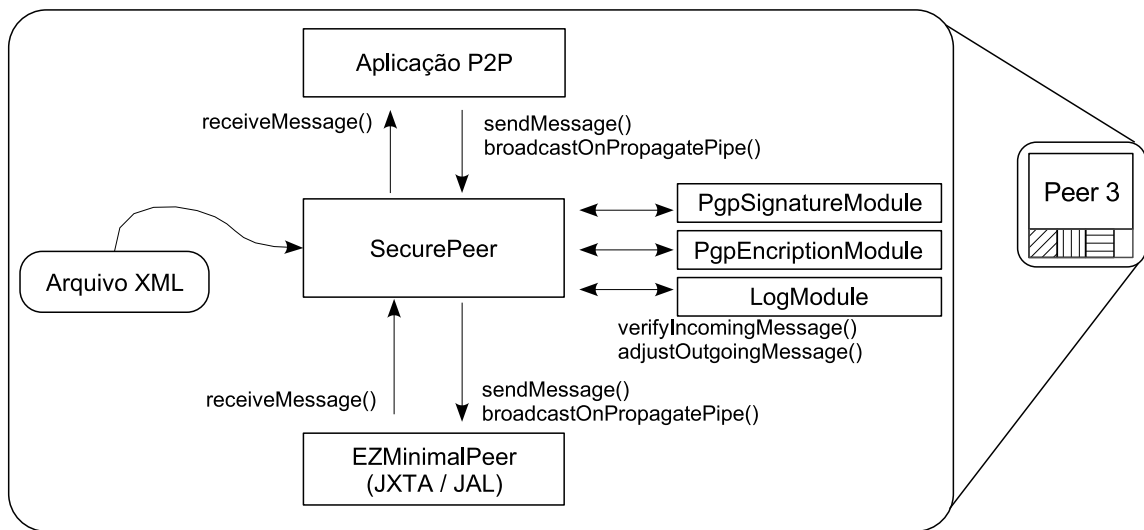 Aplicação P2P
receiveMessage()
sendMessage()
broadcastOnPropagatePipe()
Peer 3
PgpSignatureModule
SecurePeer
PgpEncriptionModule
Arquivo XML
LogModule
verifyIncomingMessage()
adjustOutgoingMessage()
receiveMessage()
sendMessage()
broadcastOnPropagatePipe()
EZMinimalPeer
(JXTA / JAL)